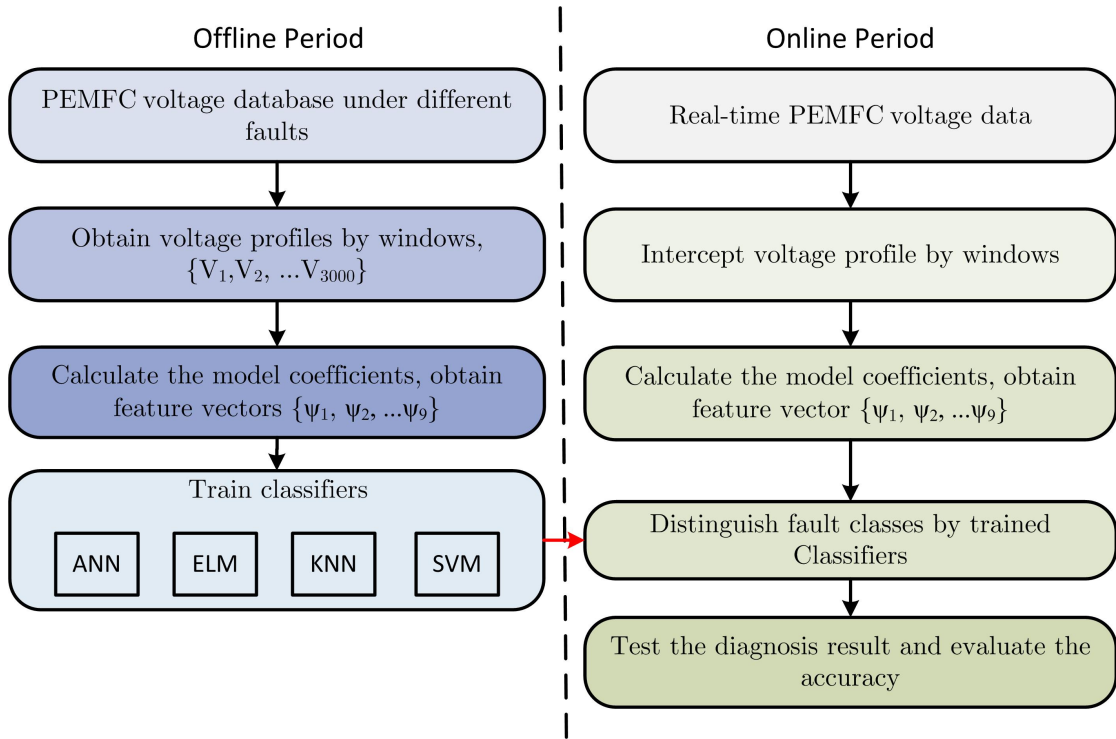 Offline Period
PEMFC voltage database under different
faults
Obtain voltage profiles by windows,
{V₁,V₂, ...V₃₀₀₀}
Calculate the model coefficients, obtain
feature vectors {ψ₁, ψ₂, ...ψ₉}
Train classifiers
ANN
ELM
KNN
SVM
Online Period
Real-time PEMFC voltage data
Intercept voltage profile by windows
Calculate the model coefficients, obtain
feature vector {ψ₁, ψ₂, ...ψ₉}
Distinguish fault classes by trained
Classifiers
Test the diagnosis result and evaluate the
accuracy